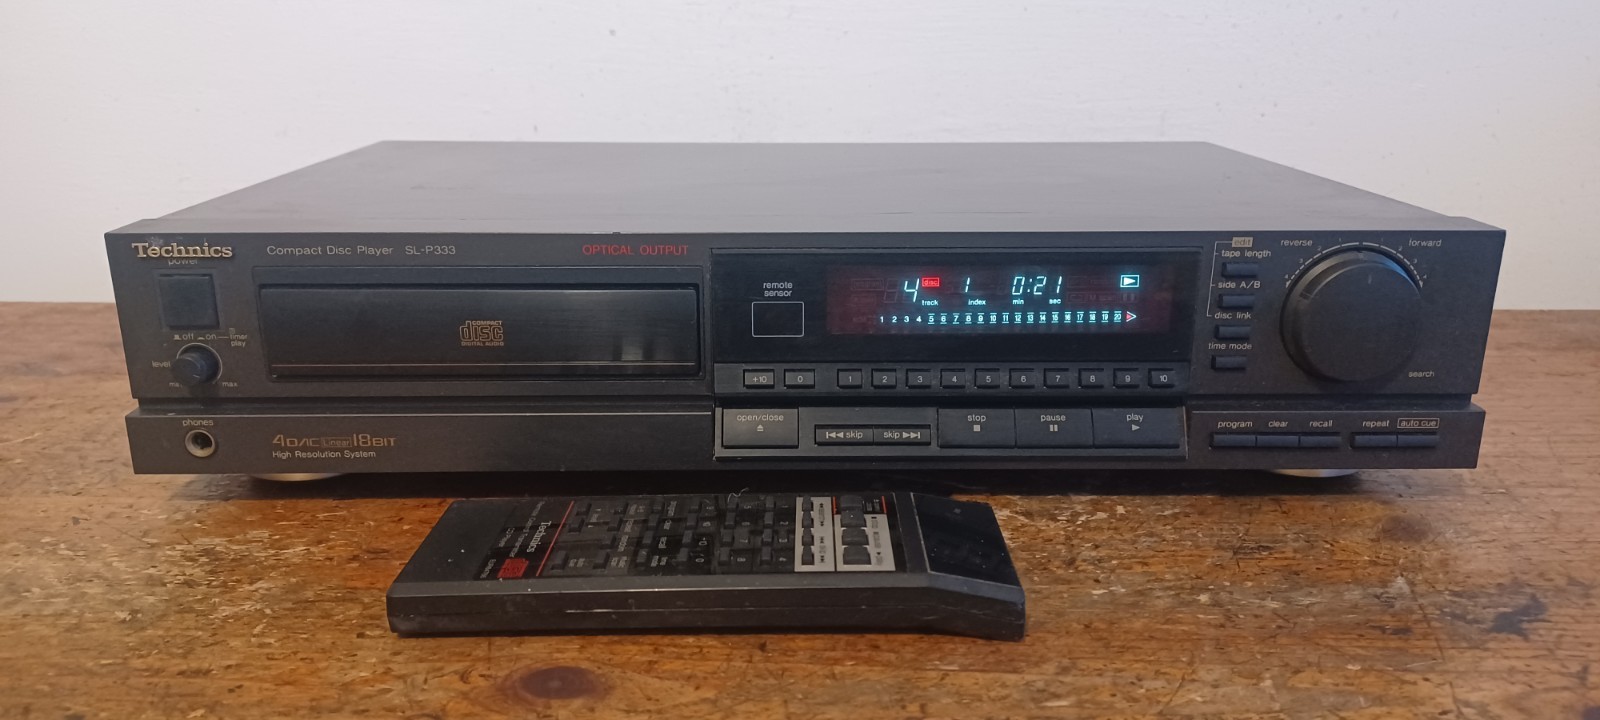 Technics
Compact Disc Player SL-P333
OPTICAL OUTPUT
power
off on timer play
level
min max
phones
COMPACT
disc
DIGITAL AUDIO
4D/AC Linear 18BIT
High Resolution System
remote sensor
4 disc 1 0:21
track index min sec
1 2 3 4 5 6 7 8 9 10 11 12 13 14 15 16 17 18 19 20
+10 0 1 2 3 4 5 6 7 8 9 10
open/close
skip skip
stop
pause
play
edit
tape length
side A/B
disc link
time mode
reverse forward
search
program clear recall
repeat auto cue
Technics